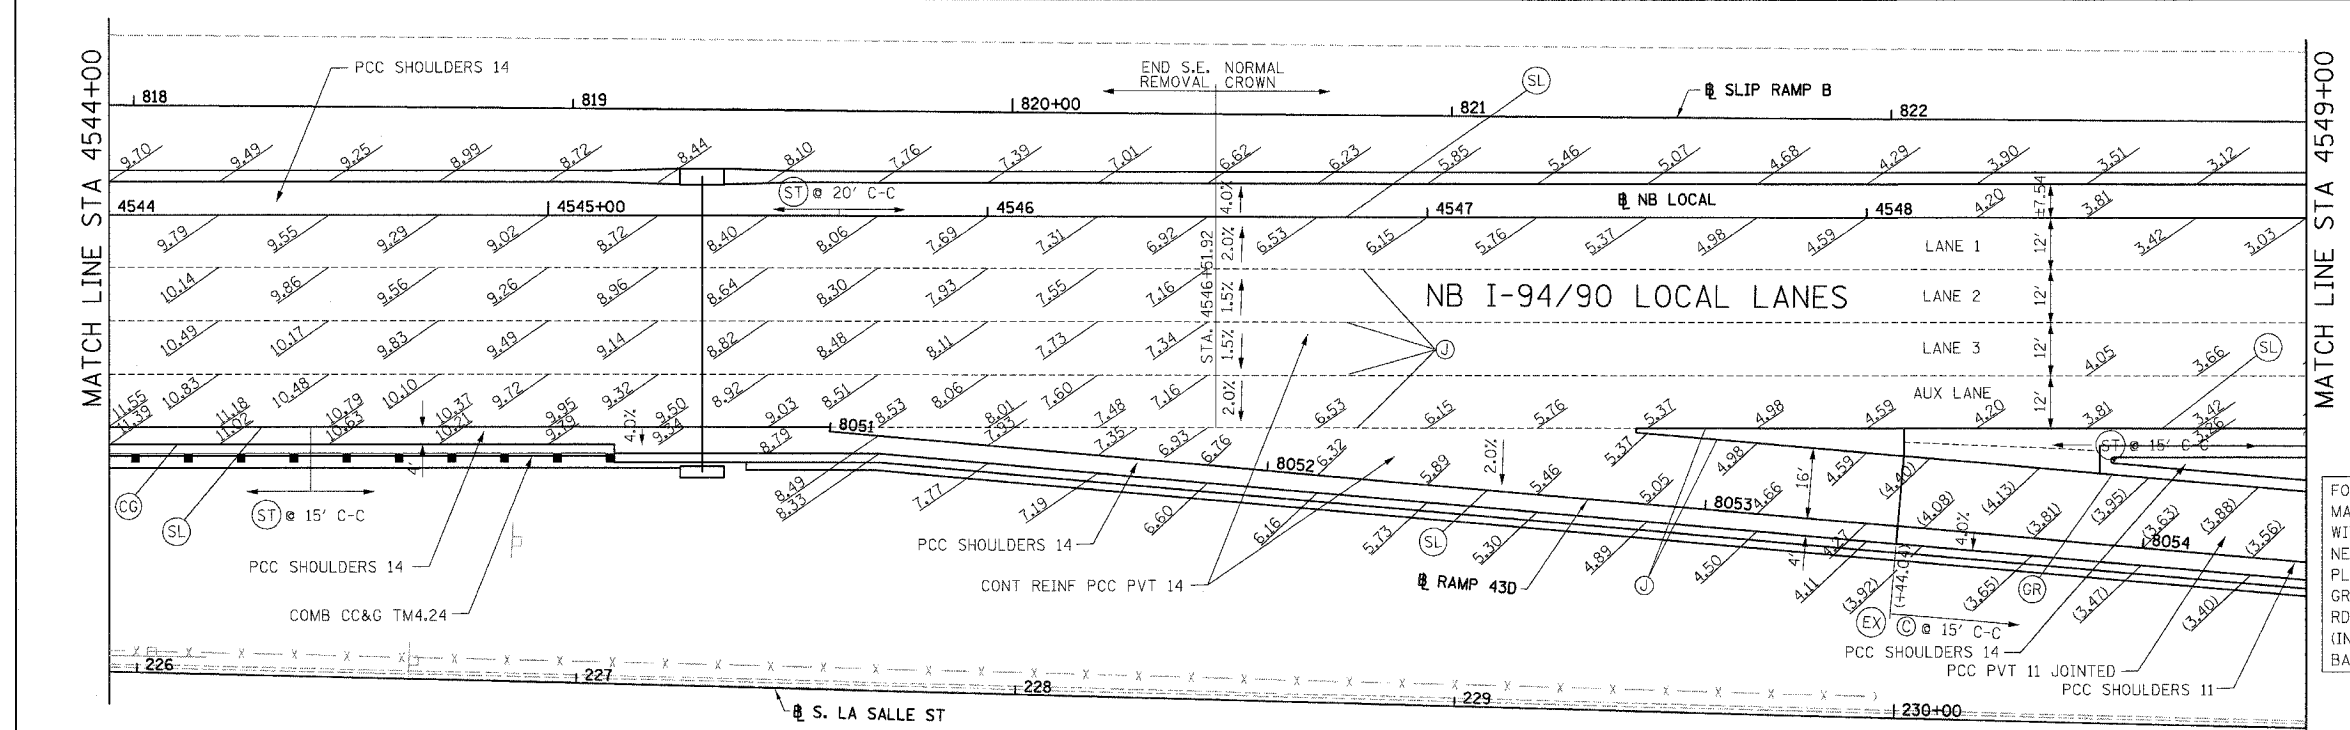 MATCH LINE STA 4544+00
MATCH LINE STA 4549+00
PCC SHOULDERS 14
END S.E. NORMAL
REMOVAL CROWN
SL
℄ SLIP RAMP B
818 819 820+00 821 822
9.70 9.49 9.25 8.99 8.72 8.44 8.10 7.76 7.39 7.01 6.62 6.23 5.85 5.46 5.07 4.68 4.29 3.90 3.51 3.12
ST @ 20' C-C
4.0%
℄ NB LOCAL
4.20 3.81
±7.54
4544 4545+00 4546 4547 4548
9.79 9.55 9.29 9.02 8.72 8.40 8.06 7.69 7.31 6.92 6.53 6.15 5.76 5.37 4.98 4.59 3.42 3.03
2.0%
LANE 1
12'
STA. 4546+51.92
10.14 9.86 9.56 9.26 8.96 8.64 8.30 7.93 7.55 7.16
1.5%
NB I-94/90 LOCAL LANES
LANE 2
12'
10.49 10.17 9.83 9.49 9.14 8.82 8.48 8.11 7.73 7.34
1.5%
J
LANE 3
12'
4.05 3.66
SL
10.83 10.48 10.10 9.72 9.32 8.92 8.51 8.06 7.60 7.16
2.0%
AUX LANE
12'
11.55 11.18 10.79 10.37 9.95 9.50 9.03 8.53 8.01 7.48 6.93 6.53 6.15 5.76 5.37 4.98 4.59 4.20 3.81 3.42
11.39 11.02 10.63 10.21 9.79 9.34 8.79 7.93 7.35 6.76 6.32 5.89 5.46 5.05 4.66 4.27
3.26
4.0%
4'
8051 8052 8053 8054
2.0%
5.37 4.98 4.59 (4.40) (4.13) (3.95) (3.88)
(4.08) (3.81) (3.63) (3.56)
16'
ST @ 15' C-C
8.49
8.33 7.77 7.19 6.60 6.16 5.73 5.30 4.89 4.50 4.11 (3.92) (3.65) (3.47) (3.40)
CG
SL
ST @ 15' C-C
PCC SHOULDERS 14
COMB CC&G TM4.24
PCC SHOULDERS 14
CONT REINF PCC PVT 14
SL
℄ RAMP 43D
J
4'
4.0%
(+44.04)
GR
EX
C @ 15' C-C
PCC SHOULDERS 14
PCC PVT 11 JOINTED
PCC SHOULDERS 11
226 227 228 229 230+00
℄ S. LA SALLE ST
FO
MA
WI
NE
PL
GR
RD
(IN
BA